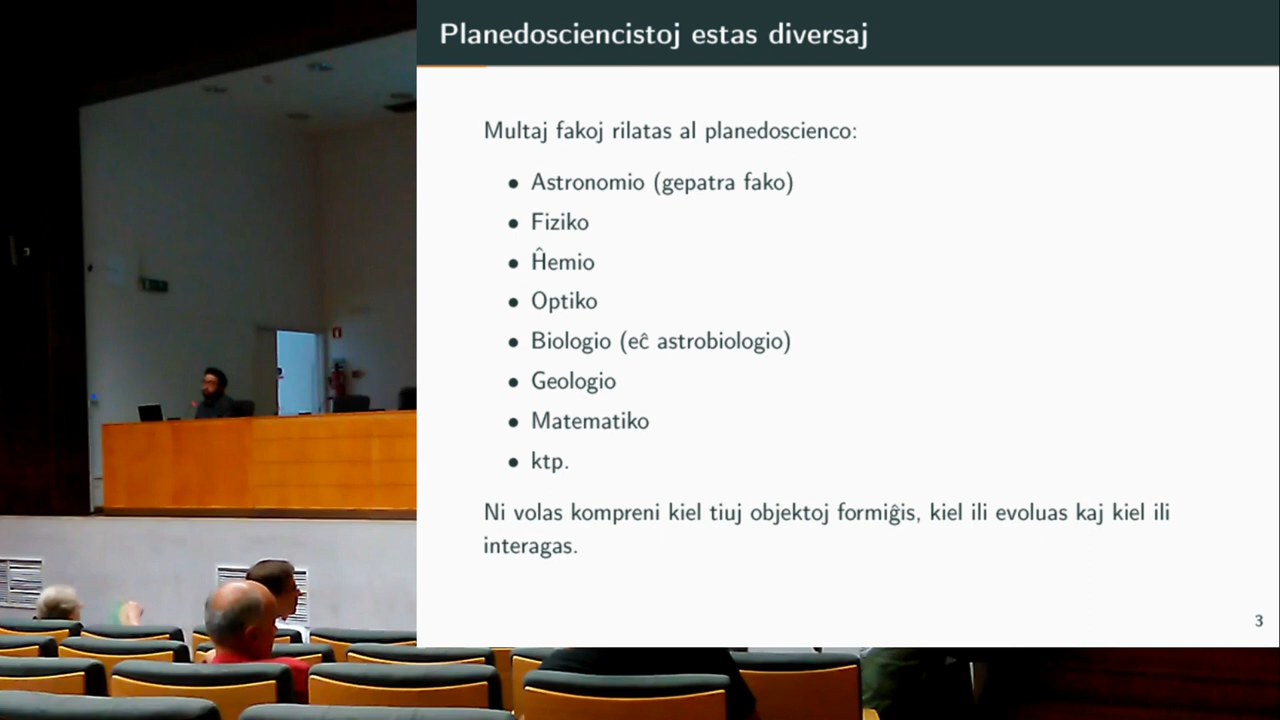 Planedosciencistoj estas diversaj
Multaj fakoj rilatas al planedoscienco:
• Astronomio (gepatra fako)
• Fiziko
• Ĥemio
• Optiko
• Biologio (eĉ astrobiologio)
• Geologio
• Matematiko
• ktp.
Ni volas kompreni kiel tiuj objektoj formiĝis, kiel ili evoluas kaj kiel ili
interagas.
3